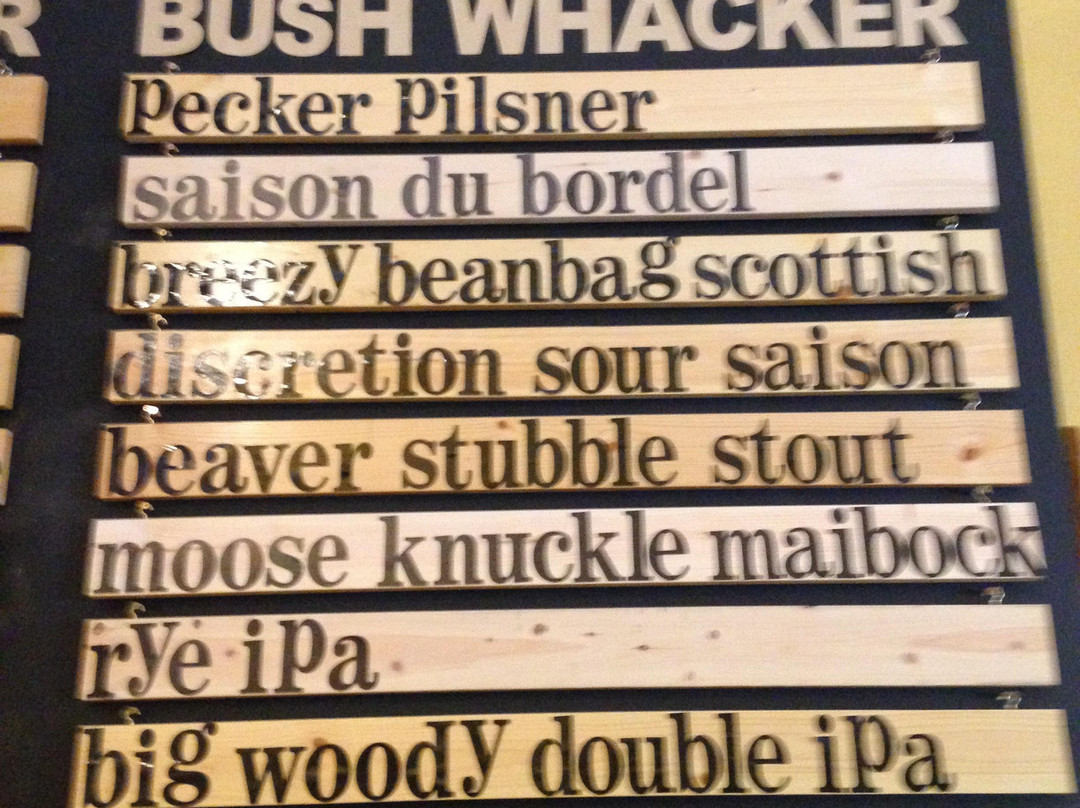 R
BUSH WHACKER
Pecker Pilsner
saison du bordel
breezy beanbag scottish
discretion sour saison
beaver stubble stout
moose knuckle maibock
rye ipa
big woody double ipa